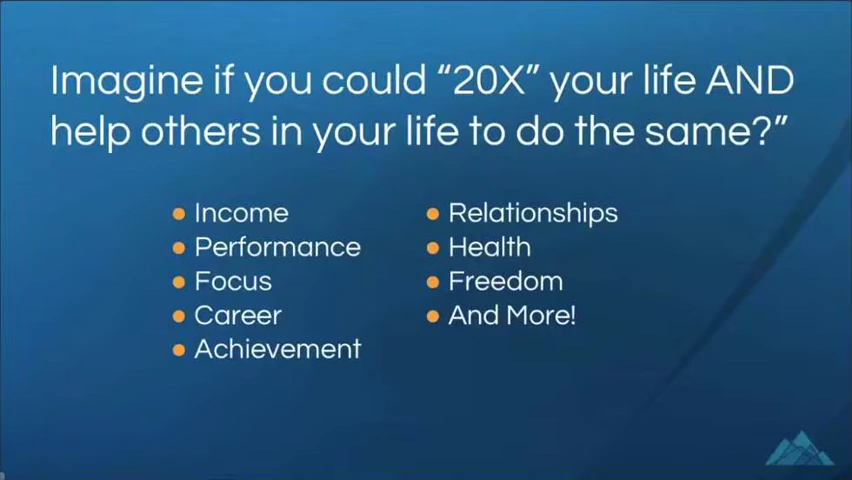 Imagine if you could “20X” your life AND
help others in your life to do the same?”
Income
Performance
Focus
Career
Achievement
Relationships
Health
Freedom
And More!